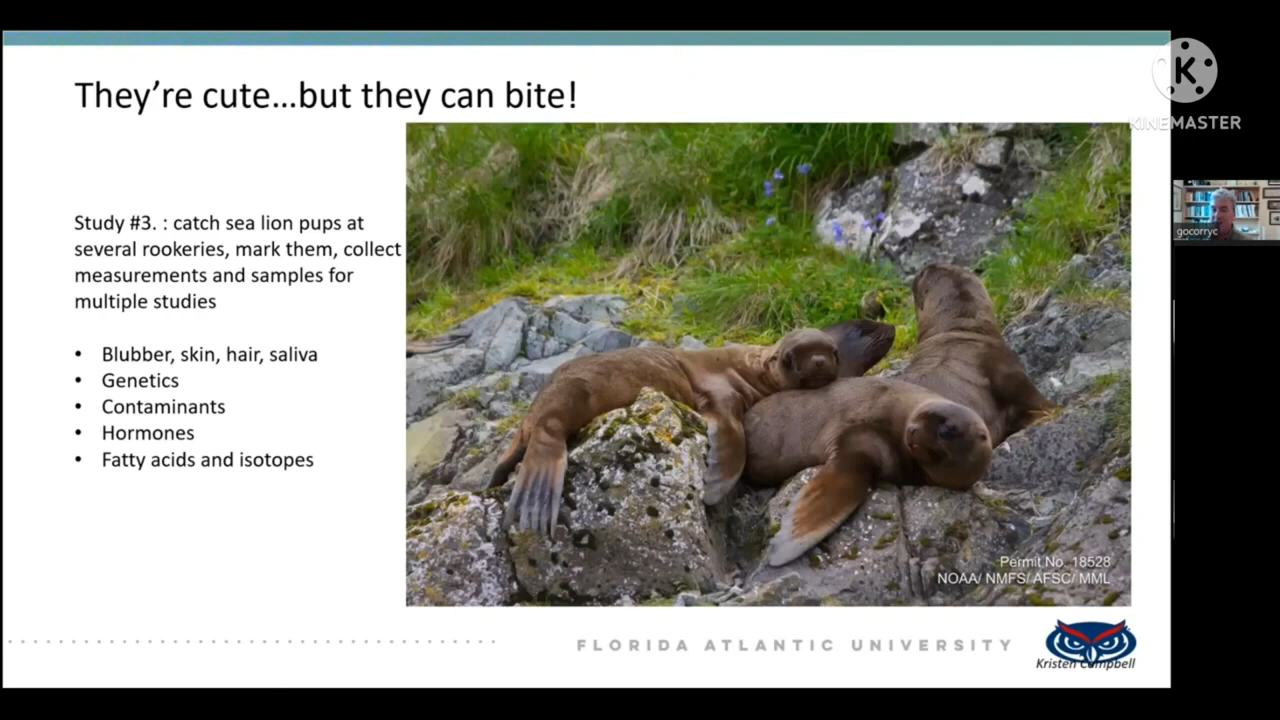 They're cute...but they can bite!
KINEMASTER
Study #3. : catch sea lion pups at
several rookeries, mark them, collect
measurements and samples for
multiple studies
gocorryc
• Blubber, skin, hair, saliva
• Genetics
• Contaminants
• Hormones
• Fatty acids and isotopes
Permit No. 18528
NOAA/ NMFS/ AFSC/ MML
FLORIDA ATLANTIC UNIVERSITY
Kristen Campbell